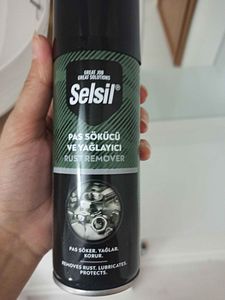 GREAT JOB
GREAT SOLUTIONS
Selsil®
PAS SÖKÜCÜ
VE YAĞLAYICI
RUST REMOVER
PAS SÖKER. YAĞLAR.
KORUR.
REMOVES RUST, LUBRICATES,
PROTECTS.